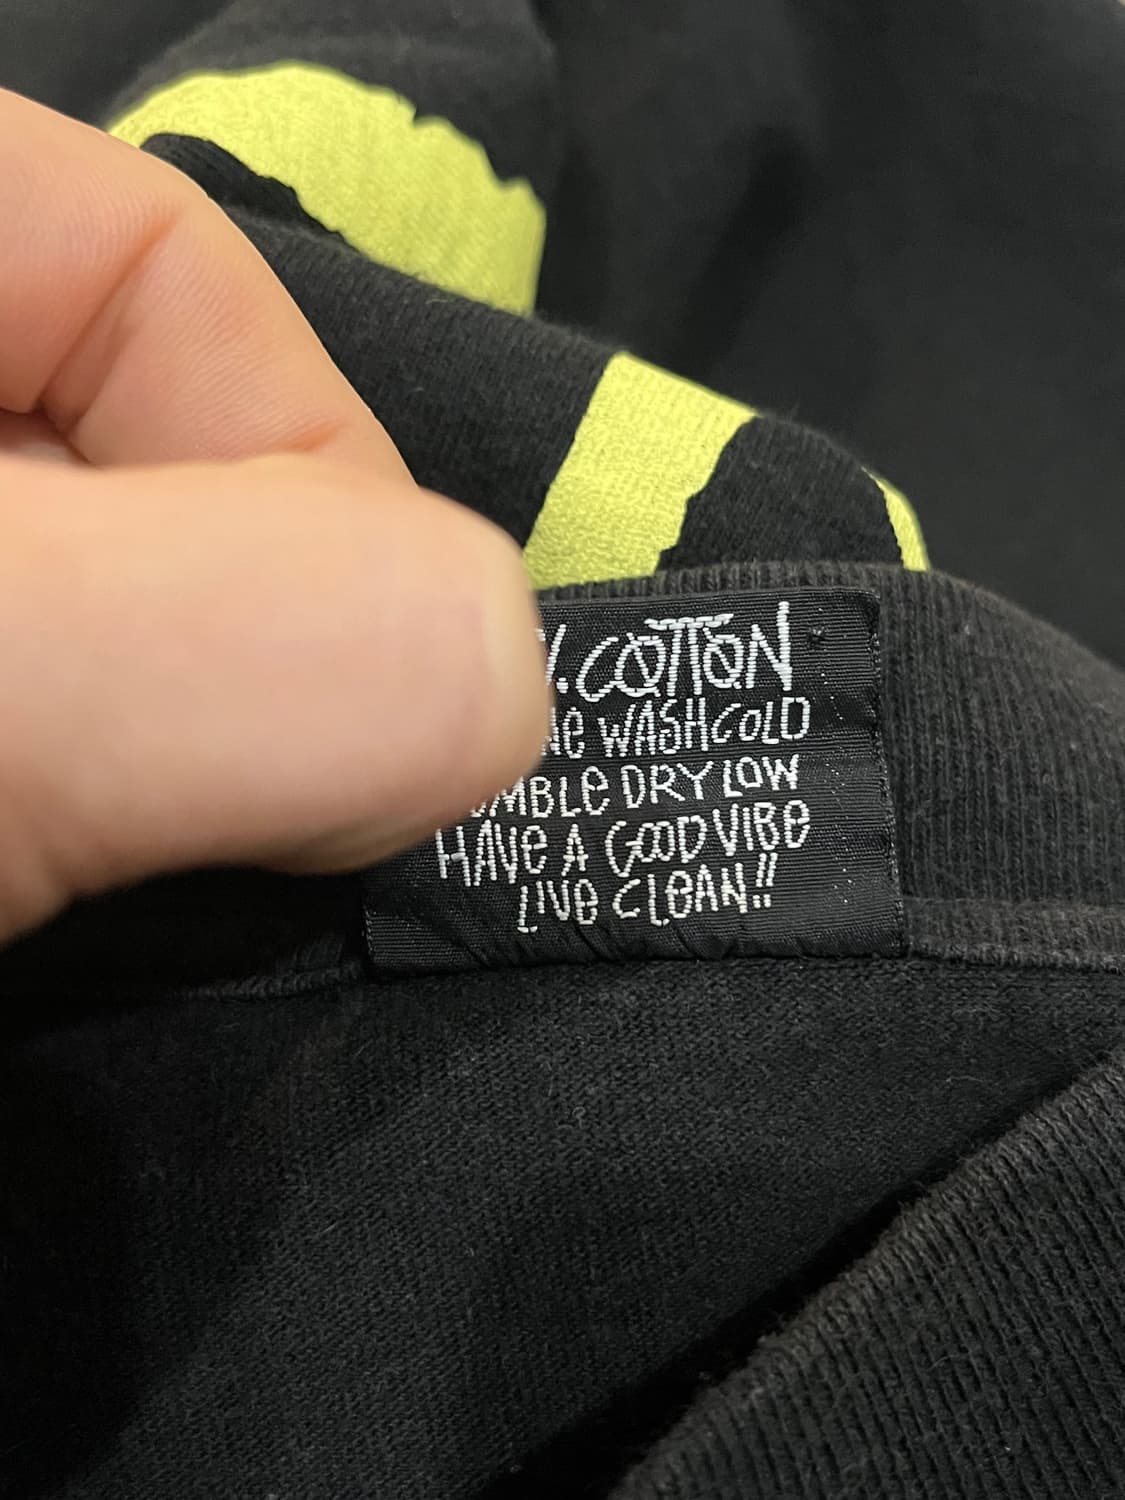 . COTTON
WASH COLD
DRY LOW
HAVE A GOOD VIBE
LIVE CLEAN!!